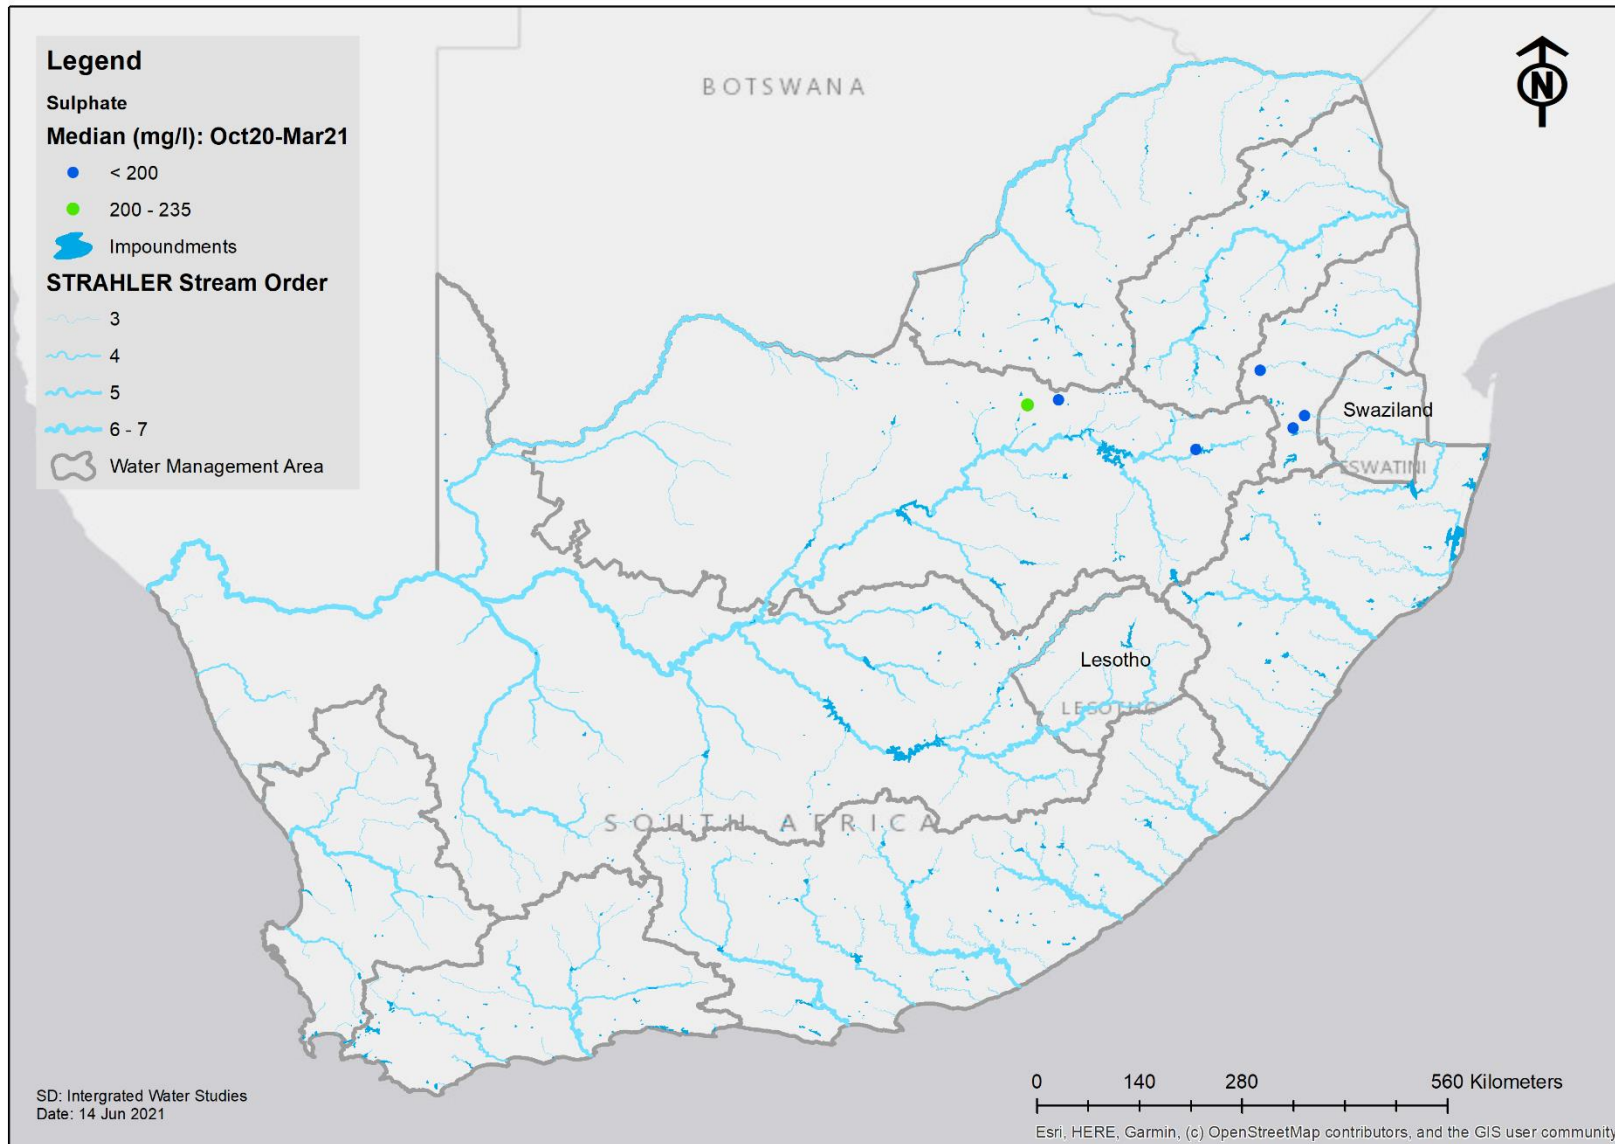 Legend
Sulphate
Median (mg/l): Oct20-Mar21
< 200
200 - 235
Impoundments
STRAHLER Stream Order
3
4
5
6 - 7
Water Management Area
BOTSWANA
N
Swaziland
ESWATINI
Lesotho
LESOTHO
SOUTH AFRICA
SD: Intergrated Water Studies
Date: 14 Jun 2021
0 140 280 560 Kilometers
Esri, HERE, Garmin, (c) OpenStreetMap contributors, and the GIS user community